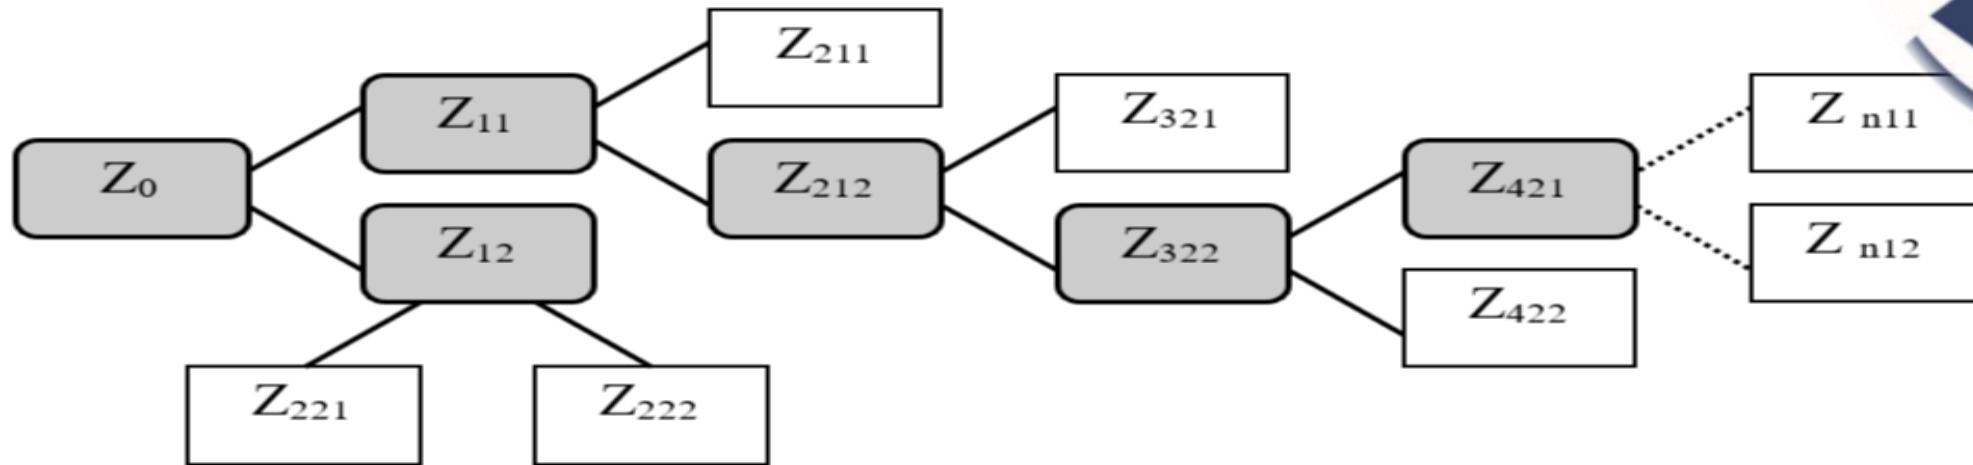 Z₂₁₁
Z₁₁
Z₃₂₁
Z n11
Z₀
Z₂₁₂
Z₄₂₁
Z₁₂
Z₃₂₂
Z n12
Z₄₂₂
Z₂₂₁
Z₂₂₂